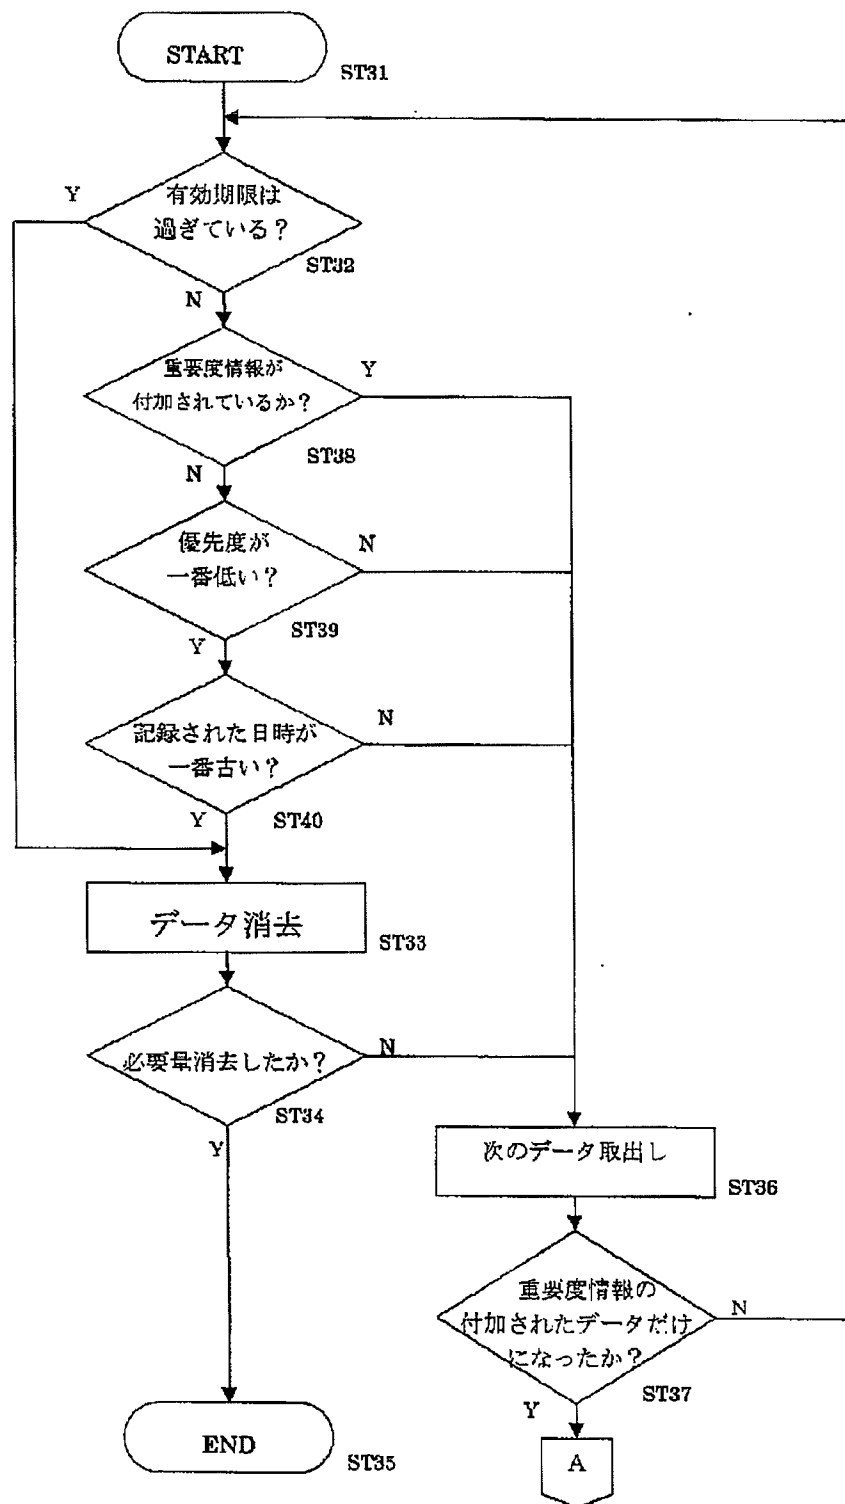 START
ST31
Y
有効期限は
過ぎている？
ST32
N
重要度情報が
付加されているか？
Y
ST38
N
優先度が
一番低い？
N
ST39
Y
記録された日時が
一番古い？
N
Y
ST40
データ消去
ST33
必要量消去したか？
N
ST34
Y
次のデータ取出し
ST36
重要度情報の
付加されたデータだけ
になったか？
N
ST37
Y
A
END
ST35